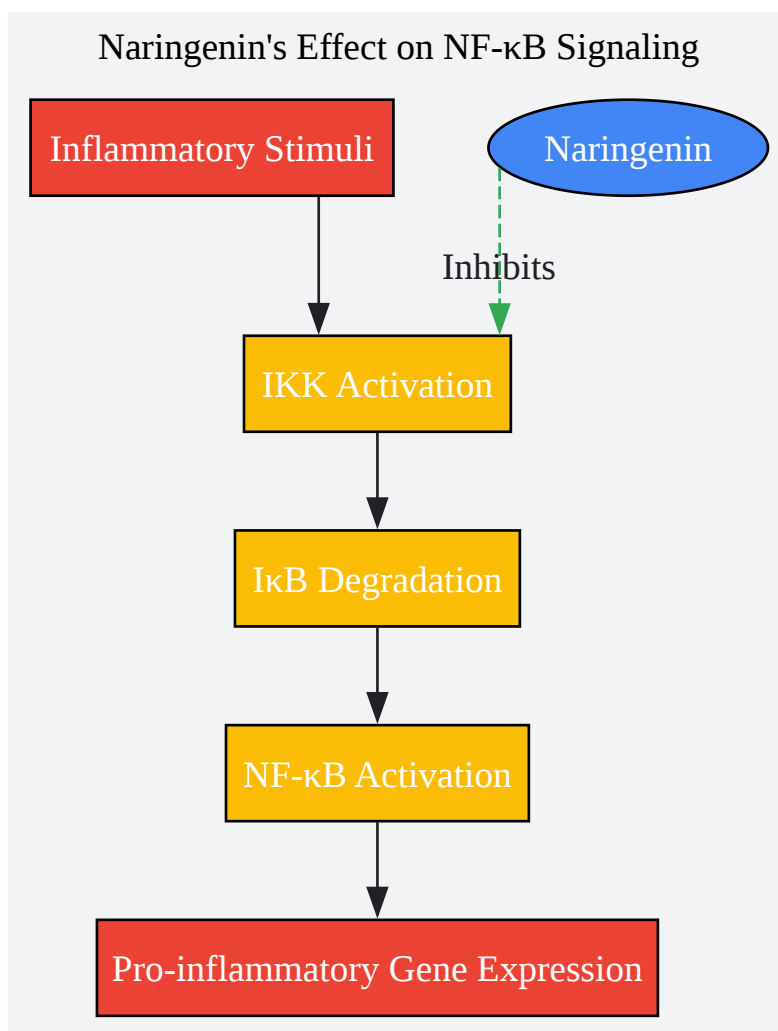 Naringenin's Effect on NF-κB Signaling
Inflammatory Stimuli
Naringenin
Inhibits
IKK Activation
IκB Degradation
NF-κB Activation
Pro-inflammatory Gene Expression